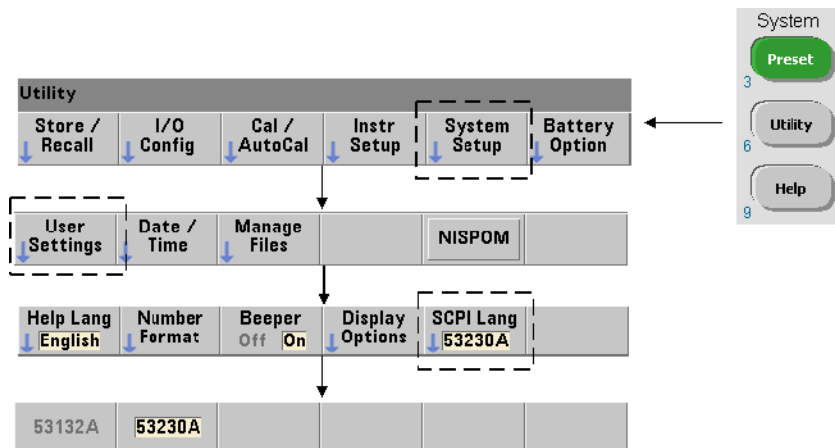 System
Preset
3
Utility
6
Help
9
Utility
Store / Recall
I/O Config
Cal / AutoCal
Instr Setup
System Setup
Battery Option
User Settings
Date / Time
Manage Files
NISPOM
Help Lang English
Number Format
Beeper Off On
Display Options
SCPI Lang 53230A
53132A
53230A